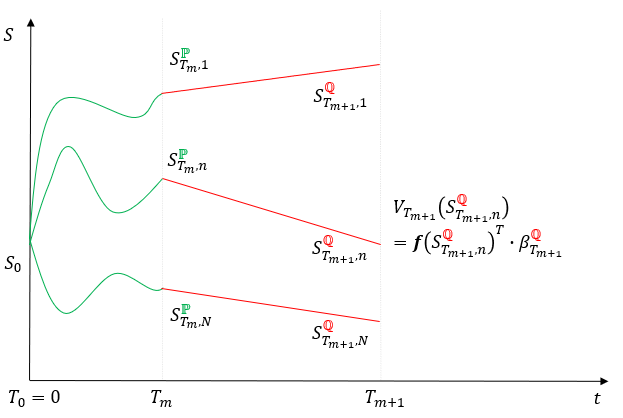 S
S^ℙ_{T_m,1}
S^ℚ_{T_{m+1},1}
S^ℙ_{T_m,n}
V_{T_{m+1}}(S^ℚ_{T_{m+1},n})
= f(S^ℚ_{T_{m+1},n})^T · β^ℚ_{T_{m+1}}
S^ℚ_{T_{m+1},n}
S_0
S^ℙ_{T_m,N}
S^ℚ_{T_{m+1},N}
T_0 = 0
T_m
T_{m+1}
t